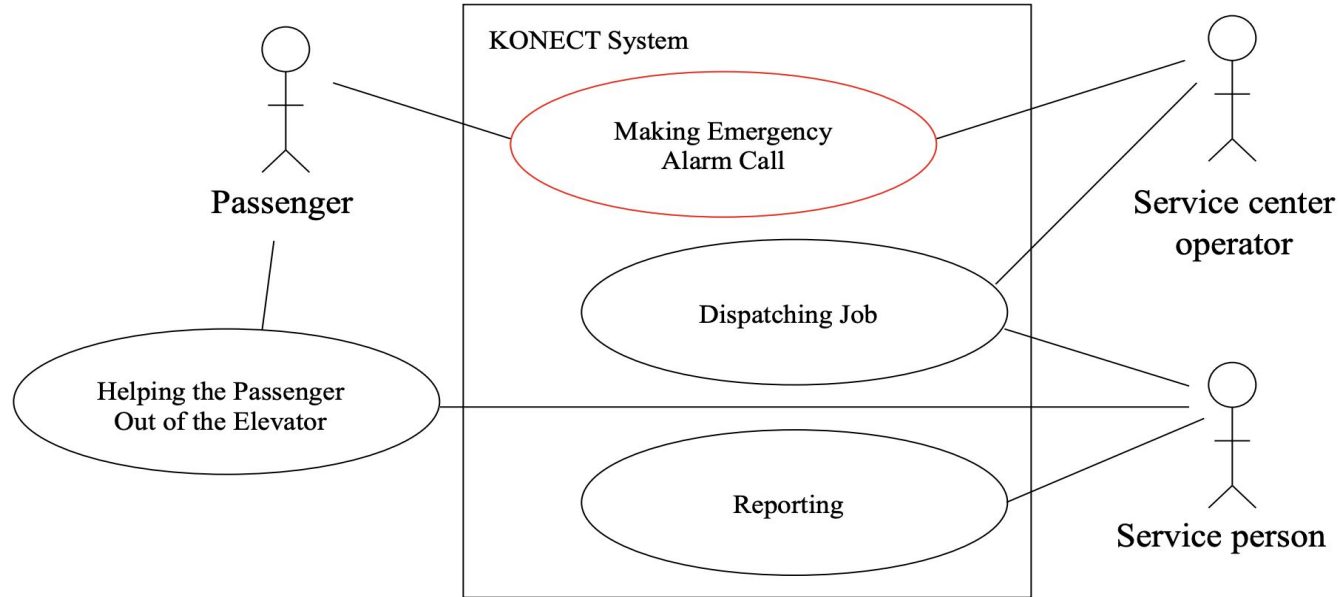 KONECT System
Making Emergency
Alarm Call
Passenger
Service center
operator
Dispatching Job
Helping the Passenger
Out of the Elevator
Reporting
Service person